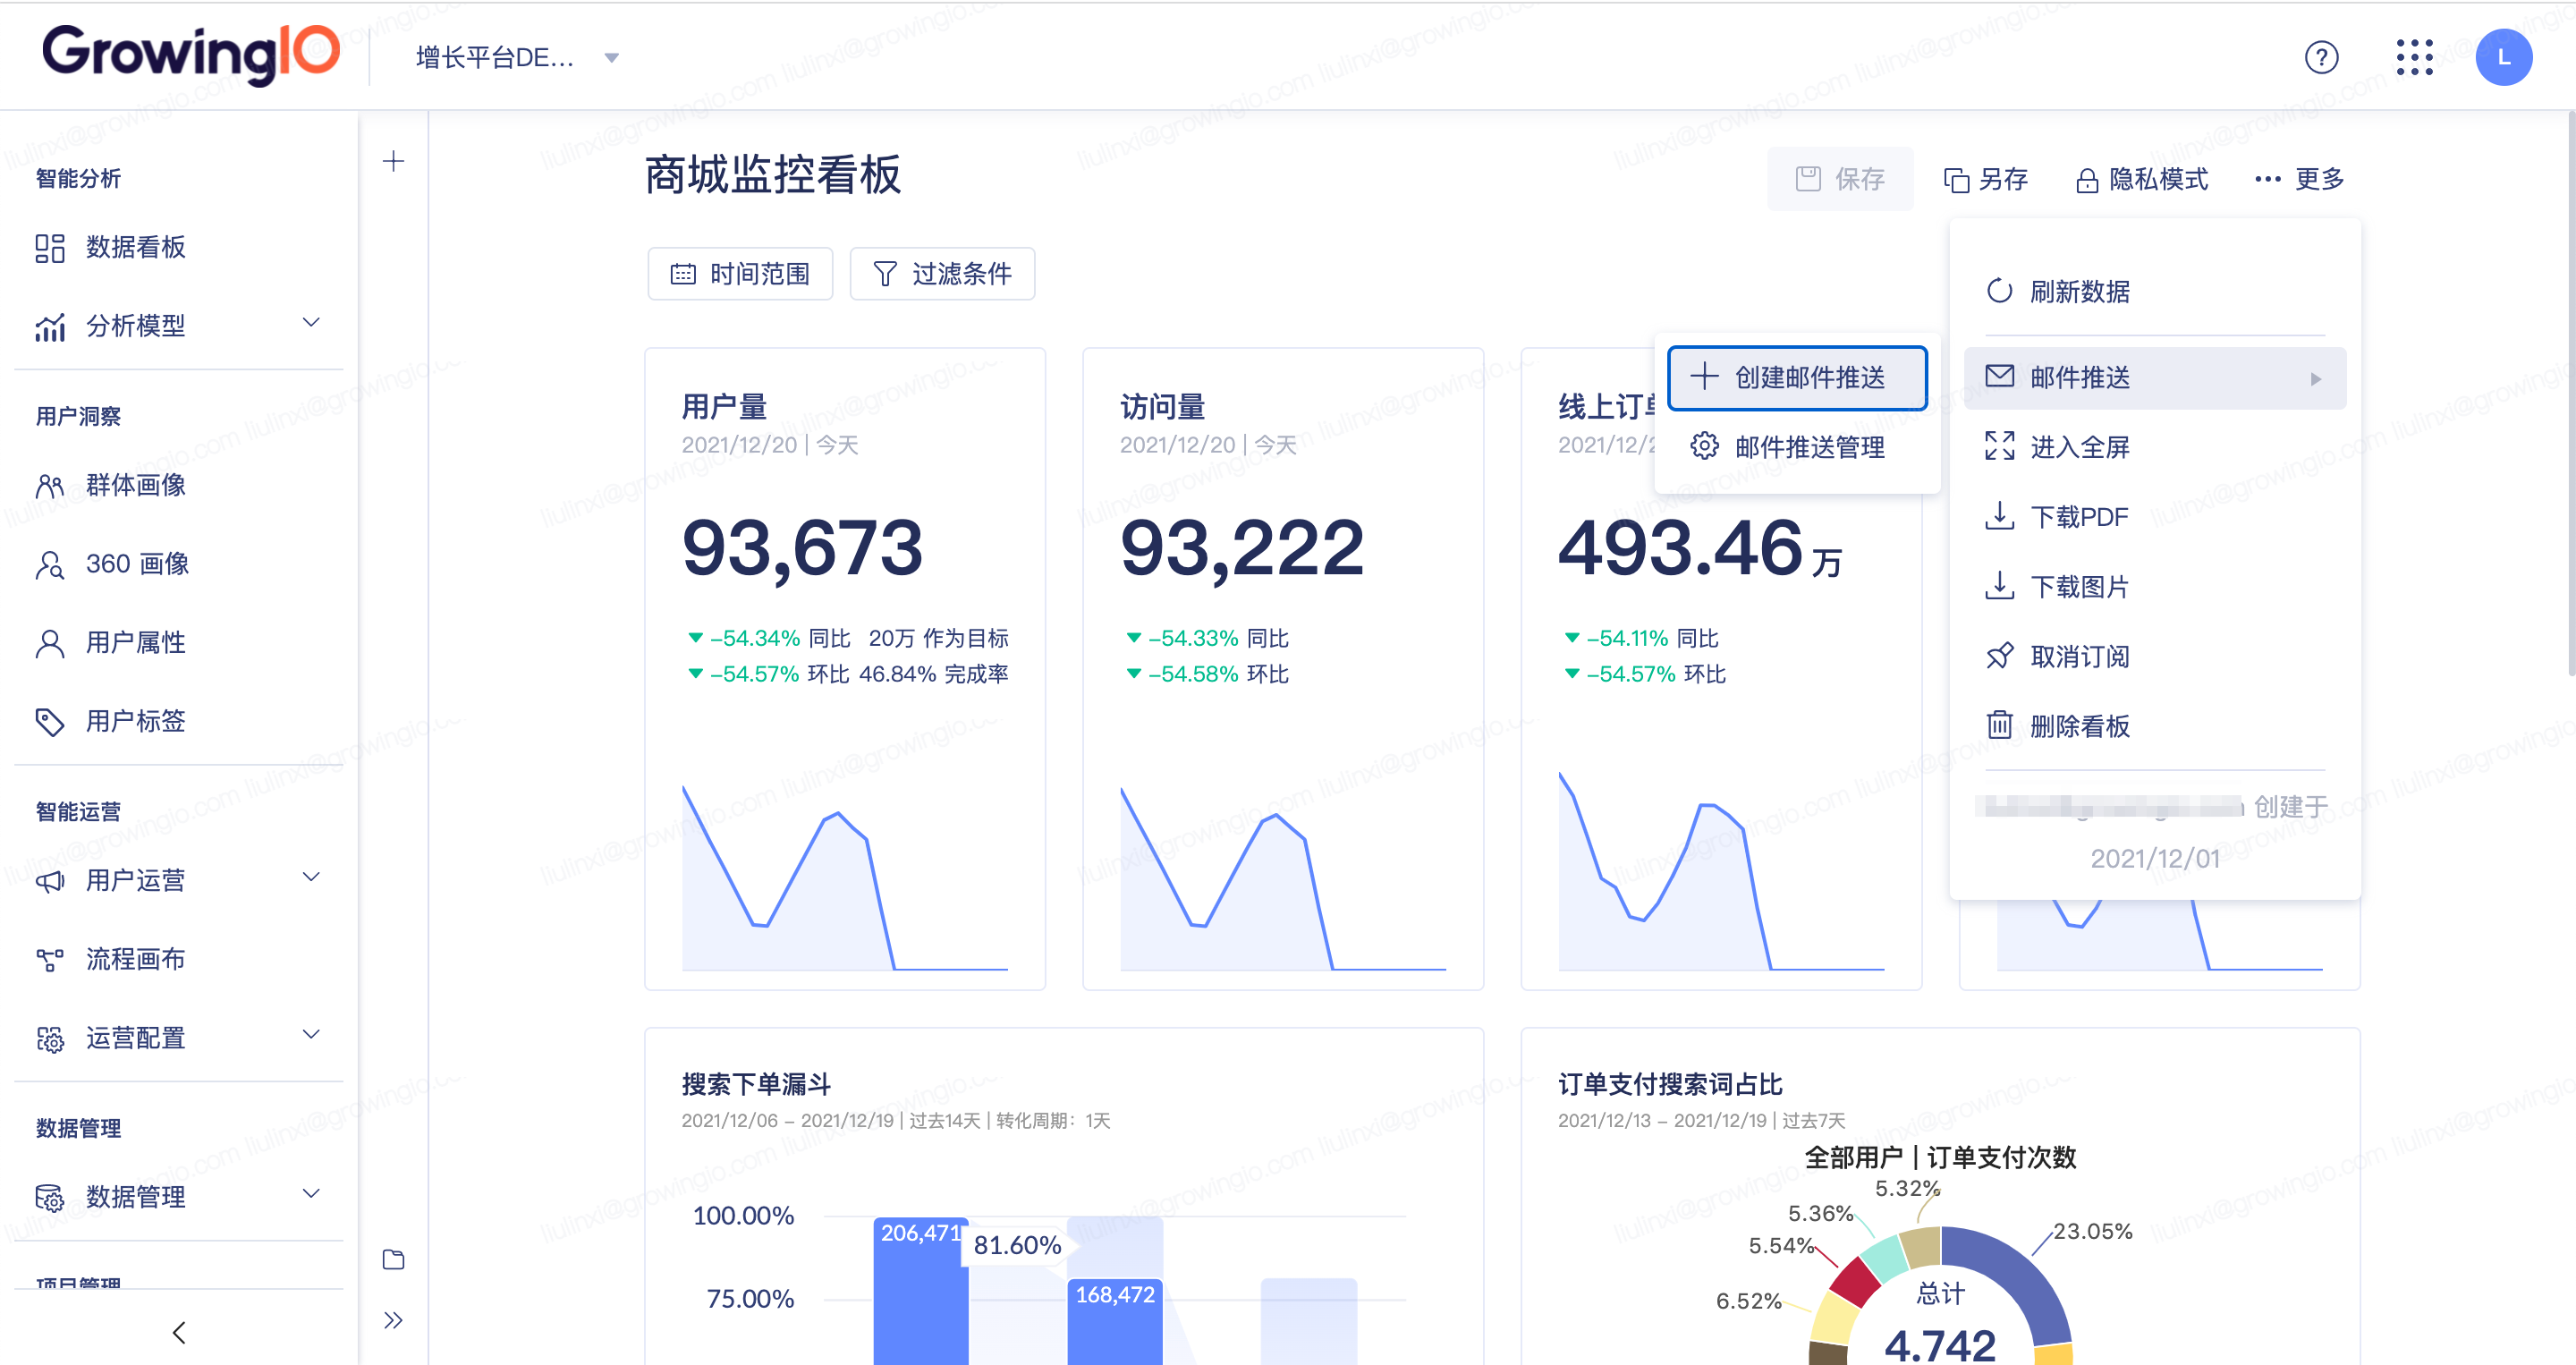 GrowingIO
增长平台DE...
L
智能分析
数据看板
分析模型
用户洞察
群体画像
360 画像
用户属性
用户标签
智能运营
用户运营
流程画布
运营配置
数据管理
数据管理
项目管理
商城监控看板
保存
另存
隐私模式
更多
时间范围
过滤条件
刷新数据
邮件推送
进入全屏
下载PDF
下载图片
取消订阅
删除看板
创建于
2021/12/01
创建邮件推送
邮件推送管理
用户量
2021/12/20 | 今天
93,673
-54.34% 同比 20万 作为目标
-54.57% 环比 46.84% 完成率
访问量
2021/12/20 | 今天
93,222
-54.33% 同比
-54.58% 环比
线上订单
2021/12/2
493.46 万
-54.11% 同比
-54.57% 环比
搜索下单漏斗
2021/12/06 - 2021/12/19 | 过去14天 | 转化周期：1天
100.00%
75.00%
206,471
81.60%
168,472
订单支付搜索词占比
2021/12/13 - 2021/12/19 | 过去7天
全部用户 | 订单支付次数
5.32%
5.36%
5.54%
6.52%
23.05%
总计
4.742
liulinxi@growingio.com